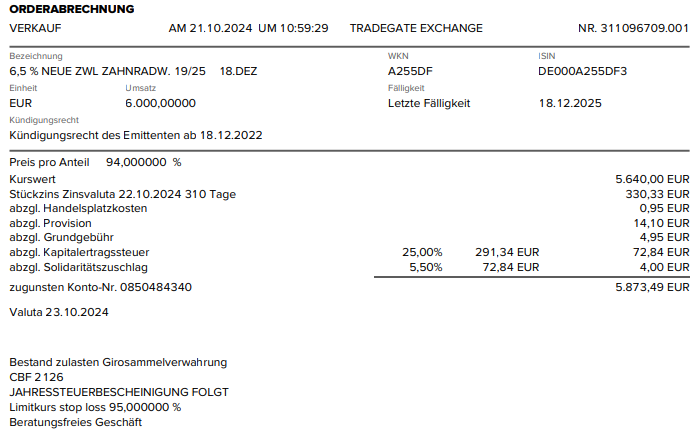 ORDERABRECHNUNG
VERKAUF AM 21.10.2024 UM 10:59:29 TRADEGATE EXCHANGE NR. 311096709.001
Bezeichnung WKN ISIN
6,5 % NEUE ZWL ZAHNRADW. 19/25 18.DEZ A255DF DE000A255DF3
Einheit Umsatz Fälligkeit
EUR 6.000,00000 Letzte Fälligkeit 18.12.2025
Kündigungsrecht
Kündigungsrecht des Emittenten ab 18.12.2022
Preis pro Anteil 94,000000 %
Kurswert 5.640,00 EUR
Stückzins Zinsvaluta 22.10.2024 310 Tage 330,33 EUR
abzgl. Handelsplatzkosten 0,95 EUR
abzgl. Provision 14,10 EUR
abzgl. Grundgebühr 4,95 EUR
abzgl. Kapitalertragssteuer 25,00% 291,34 EUR 72,84 EUR
abzgl. Solidaritätszuschlag 5,50% 72,84 EUR 4,00 EUR
zugunsten Konto-Nr. 0850484340 5.873,49 EUR
Valuta 23.10.2024
Bestand zulasten Girosammelverwahrung
CBF 2126
JAHRESSTEUERBESCHEINIGUNG FOLGT
Limitkurs stop loss 95,000000 %
Beratungsfreies Geschäft